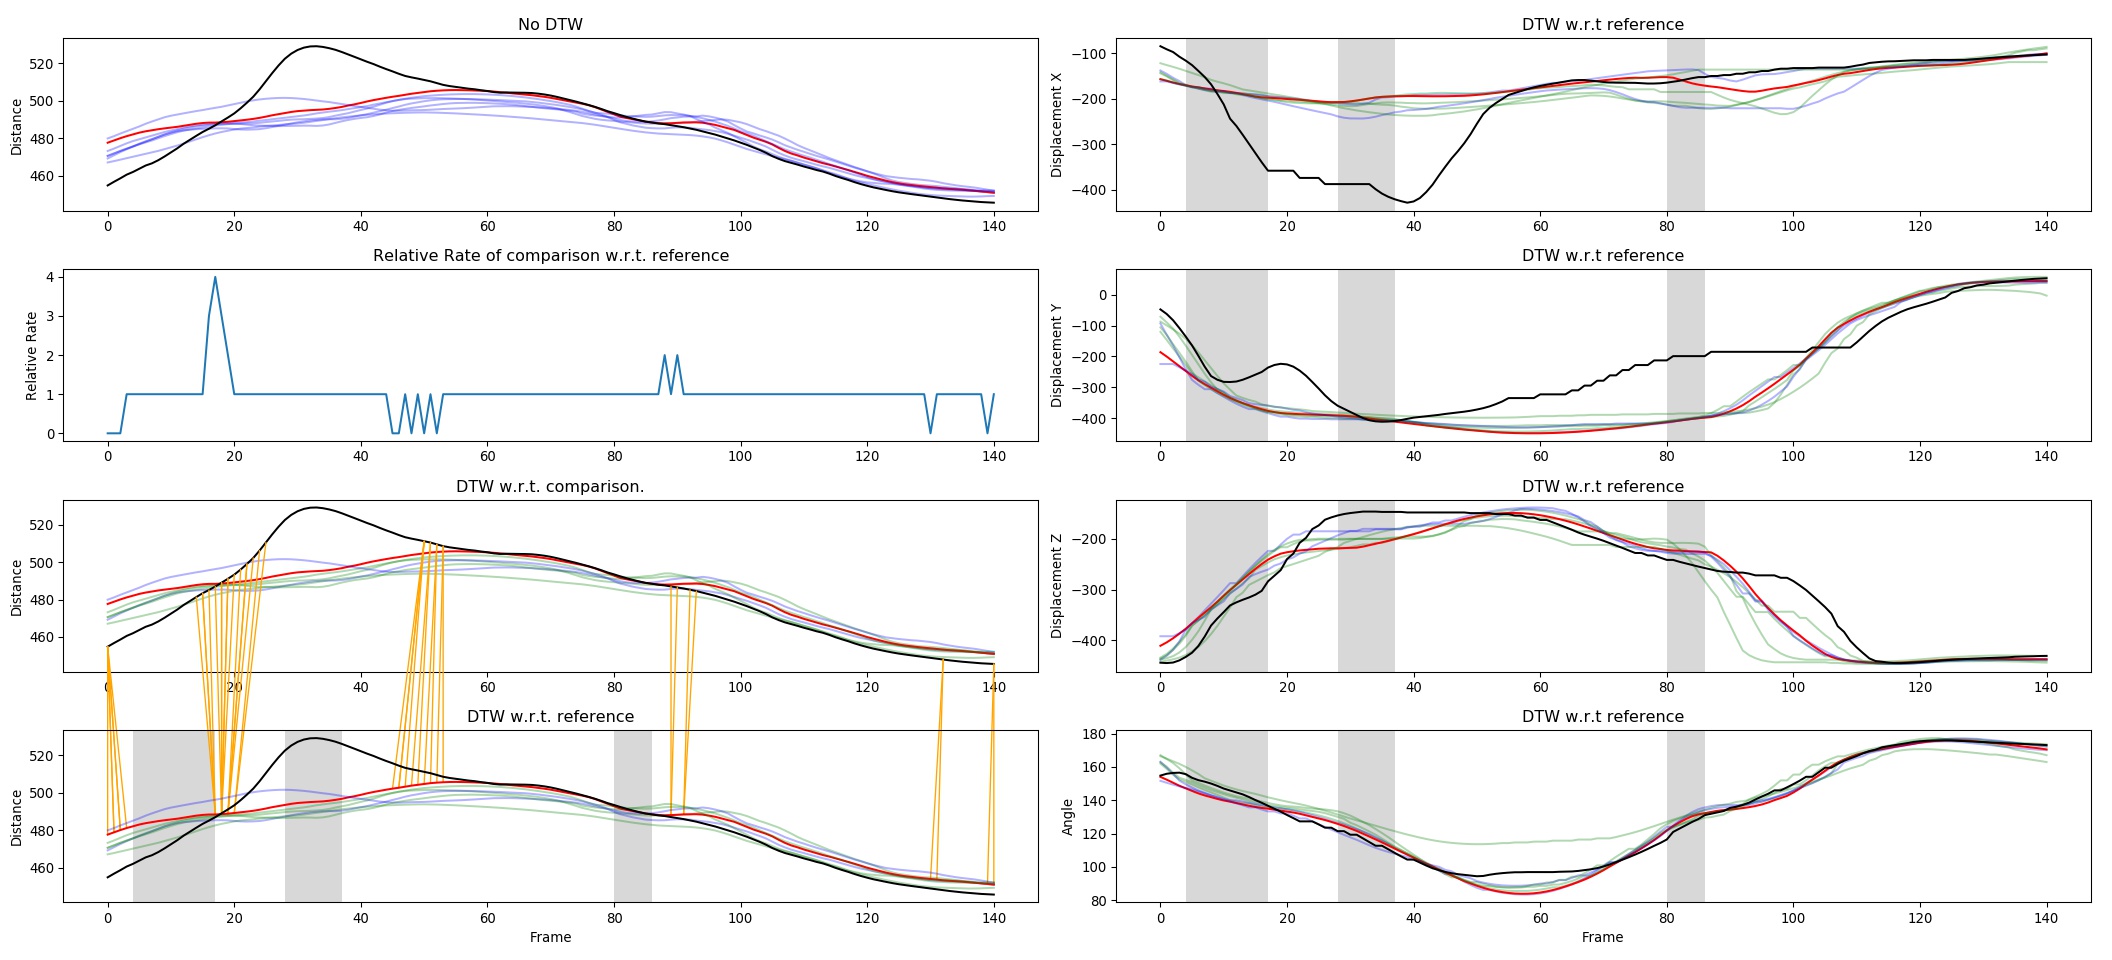 No DTW
520
500
480
460
Distance
0 20 40 60 80 100 120 140
Relative Rate of comparison w.r.t. reference
4
3
2
1
0
Relative Rate
0 20 40 60 80 100 120 140
DTW w.r.t. comparison.
520
500
480
460
Distance
0 20 40 60 80 100 120 140
DTW w.r.t. reference
520
500
480
460
Distance
0 20 40 60 80 100 120 140
Frame
DTW w.r.t reference
−100
−200
−300
−400
Displacement X
0 20 40 60 80 100 120 140
DTW w.r.t reference
0
−100
−200
−300
−400
Displacement Y
0 20 40 60 80 100 120 140
DTW w.r.t reference
−200
−300
−400
Displacement Z
0 20 40 60 80 100 120 140
DTW w.r.t reference
180
160
140
120
100
80
Angle
0 20 40 60 80 100 120 140
Frame